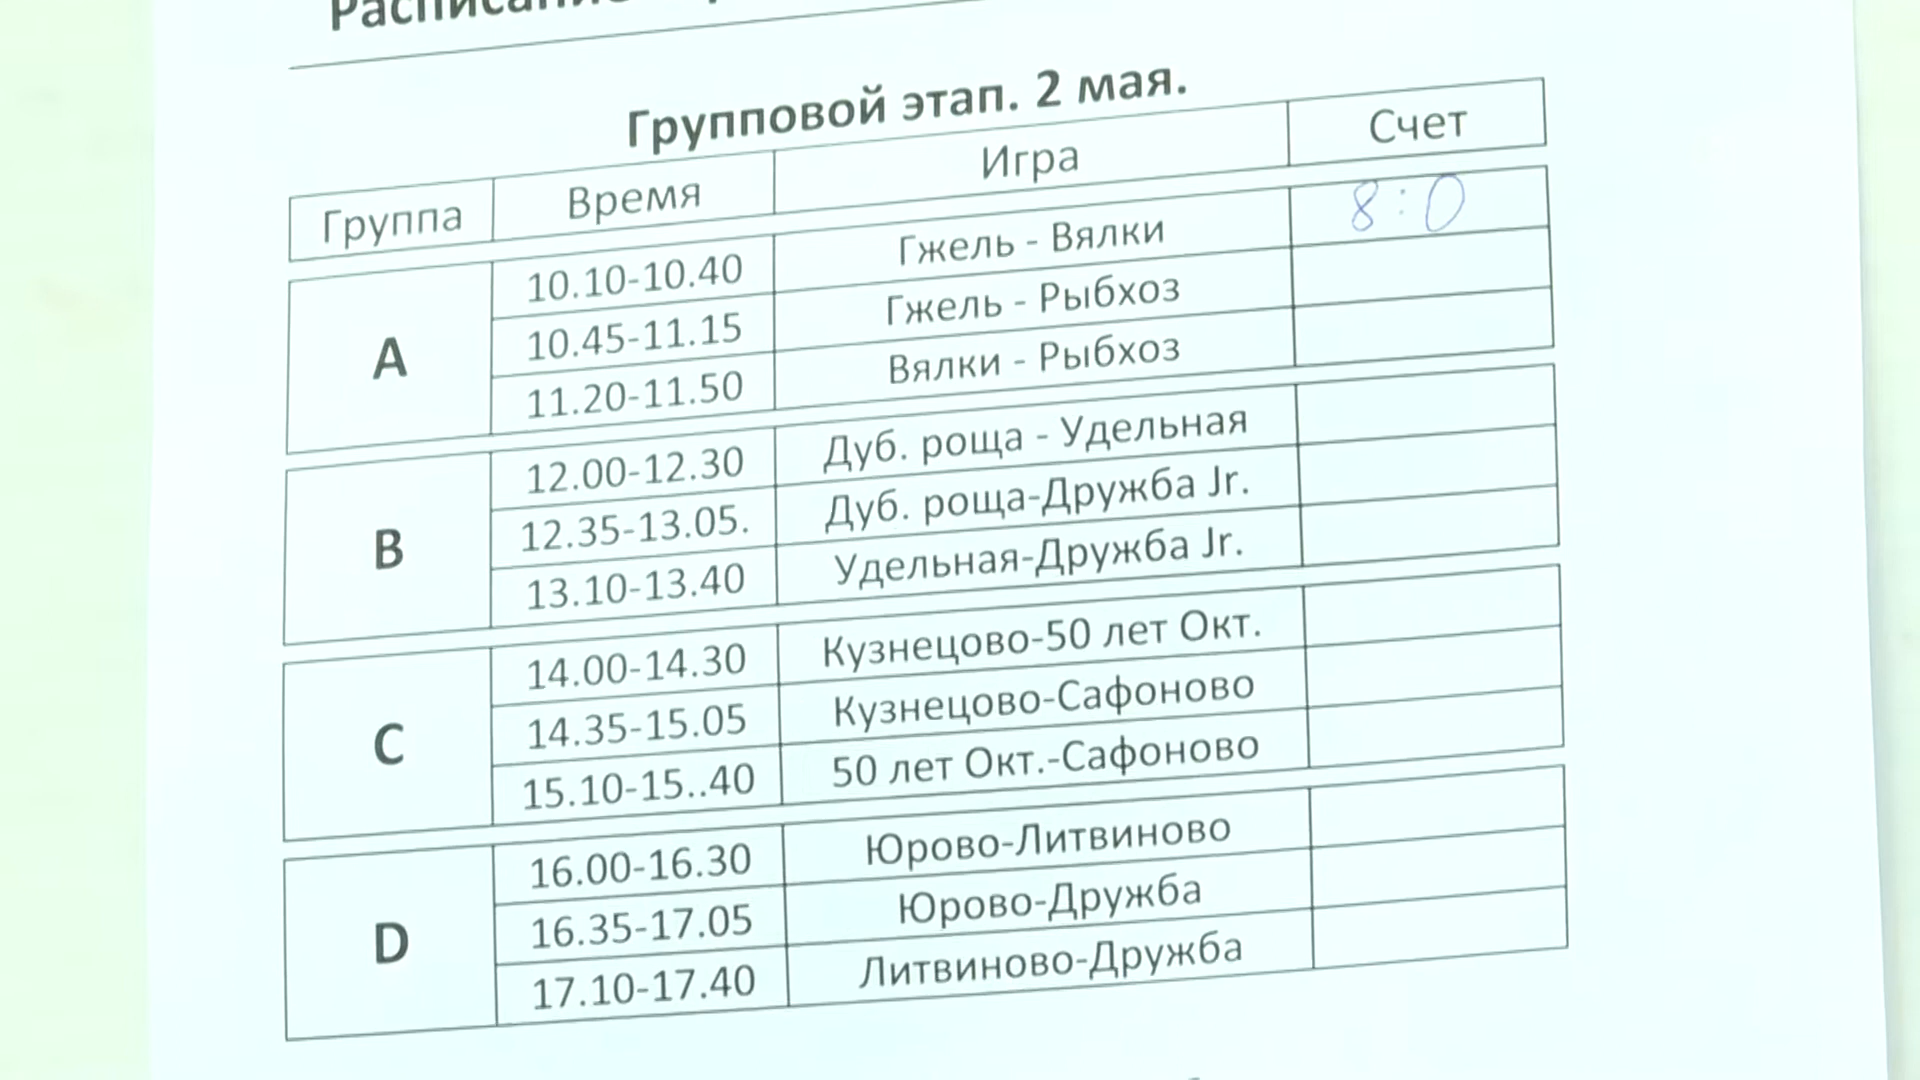 Групповой этап. 2 мая.
Группа Время Игра Счет
A
10.10-10.40 Гжель - Вялки 8:0
10.45-11.15 Гжель - Рыбхоз
11.20-11.50 Вялки - Рыбхоз
B
12.00-12.30 Дуб. роща - Удельная
12.35-13.05. Дуб. роща-Дружба Jr.
13.10-13.40 Удельная-Дружба Jr.
C
14.00-14.30 Кузнецово-50 лет Окт.
14.35-15.05 Кузнецово-Сафоново
15.10-15..40 50 лет Окт.-Сафоново
D
16.00-16.30 Юрово-Литвиново
16.35-17.05 Юрово-Дружба
17.10-17.40 Литвиново-Дружба